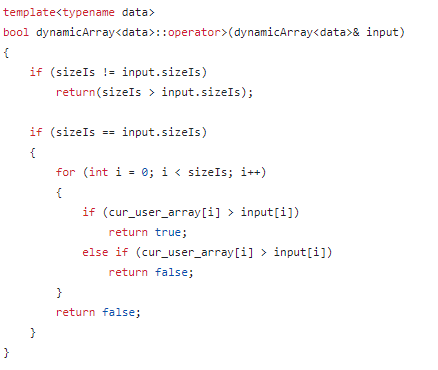 template<typename data>
bool dynamicArray<data>::operator>(dynamicArray<data>& input)
{
    if (sizeIs != input.sizeIs)
        return(sizeIs > input.sizeIs);

    if (sizeIs == input.sizeIs)
    {
        for (int i = 0; i < sizeIs; i++)
        {
            if (cur_user_array[i] > input[i])
                return true;
            else if (cur_user_array[i] > input[i])
                return false;
        }
        return false;
    }
}